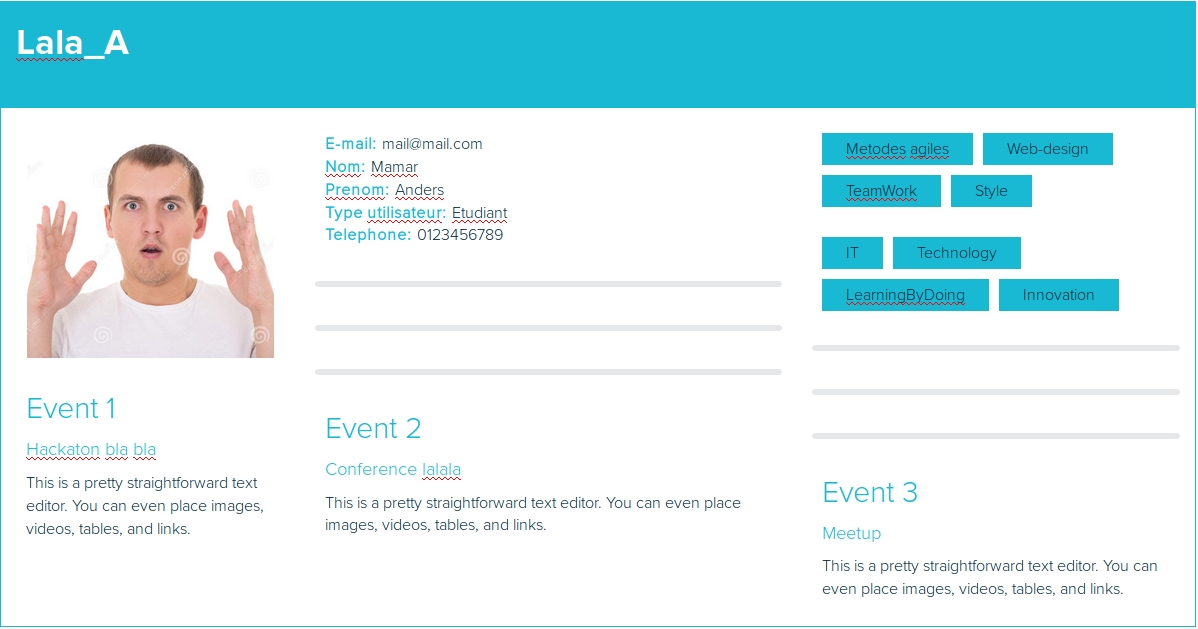 Lala_A
E-mail: mail@mail.com
Nom: Mamar
Prenom: Anders
Type utilisateur: Etudiant
Telephone: 0123456789
Metodes agiles
Web-design
TeamWork
Style
IT
Technology
LearningByDoing
Innovation
Event 1
Hackaton bla bla
This is a pretty straightforward text
editor. You can even place images,
videos, tables, and links.
Event 2
Conference lalala
This is a pretty straightforward text editor. You can even place
images, videos, tables, and links.
Event 3
Meetup
This is a pretty straightforward text editor. You can
even place images, videos, tables, and links.